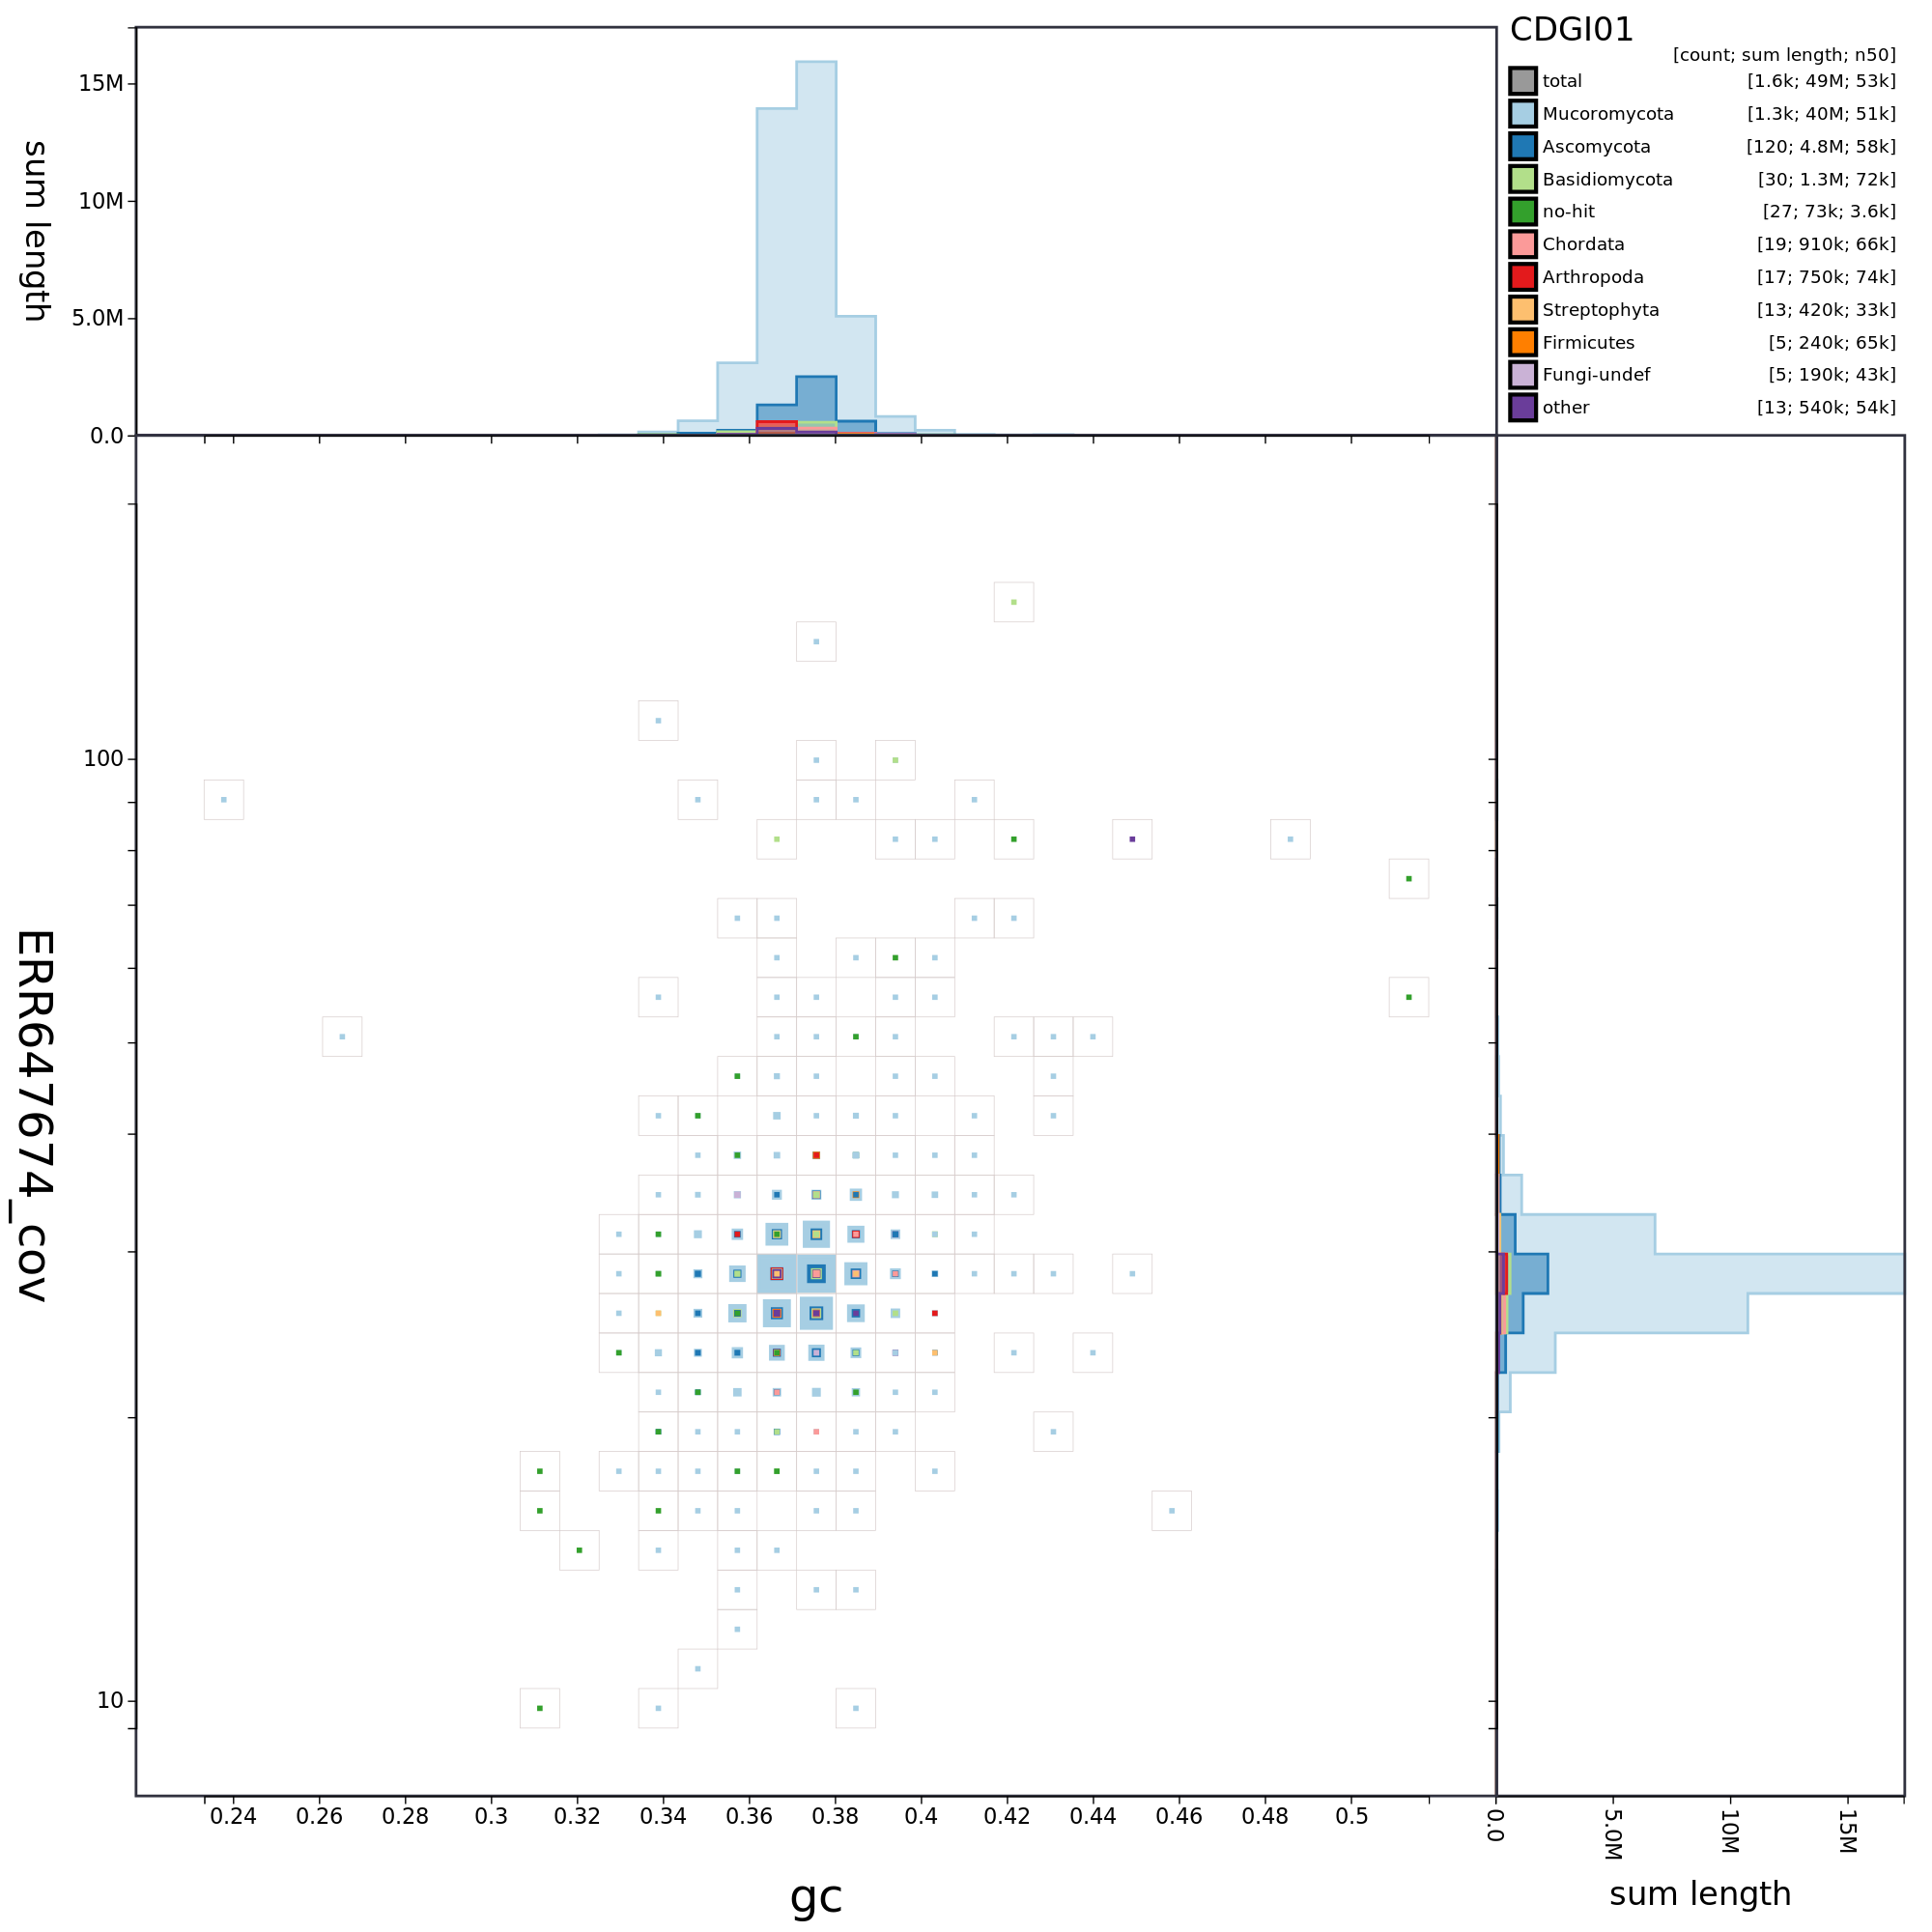 CDGI01
[count; sum length; n50]
total [1.6k; 49M; 53k]
Mucoromycota [1.3k; 40M; 51k]
Ascomycota [120; 4.8M; 58k]
Basidiomycota [30; 1.3M; 72k]
no-hit [27; 73k; 3.6k]
Chordata [19; 910k; 66k]
Arthropoda [17; 750k; 74k]
Streptophyta [13; 420k; 33k]
Firmicutes [5; 240k; 65k]
Fungi-undef [5; 190k; 43k]
other [13; 540k; 54k]
sum length
15M
10M
5.0M
0.0
ERR647674_cov
100
10
0.24 0.26 0.28 0.3 0.32 0.34 0.36 0.38 0.4 0.42 0.44 0.46 0.48 0.5
gc
0.0 5.0M 10M 15M
sum length